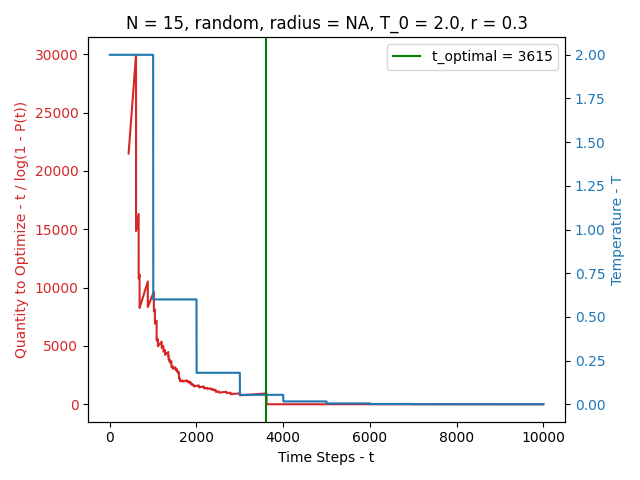 N = 15, random, radius = NA, T_0 = 2.0, r = 0.3
t_optimal = 3615
Quantity to Optimize - t / log(1 - P(t))
30000
25000
20000
15000
10000
5000
0
2.00
1.75
1.50
1.25
1.00
0.75
0.50
0.25
0.00
Temperature - T
0 2000 4000 6000 8000 10000
Time Steps - t